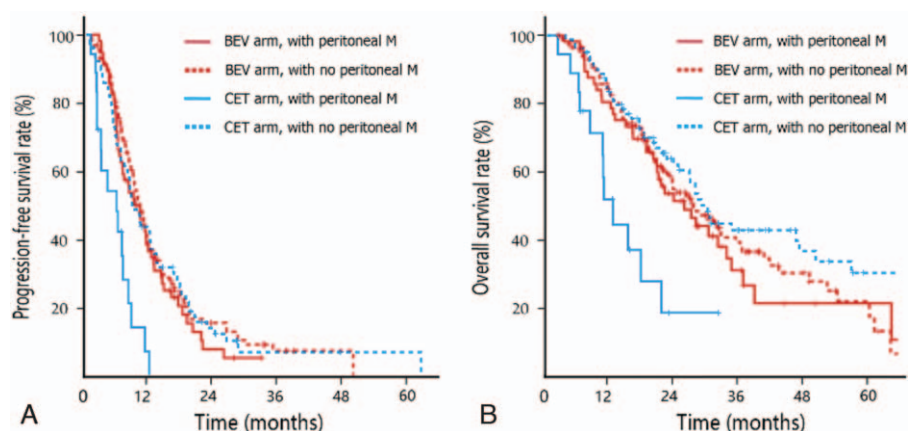 BEV arm, with peritoneal M
BEV arm, with no peritoneal M
CET arm, with peritoneal M
CET arm, with no peritoneal M
Progression-free survival rate (%)
100
80
60
40
20
0 12 24 36 48 60
A
Time (months)
BEV arm, with peritoneal M
BEV arm, with no peritoneal M
CET arm, with peritoneal M
CET arm, with no peritoneal M
Overall survival rate (%)
100
80
60
40
20
0 12 24 36 48 60
B
Time (months)